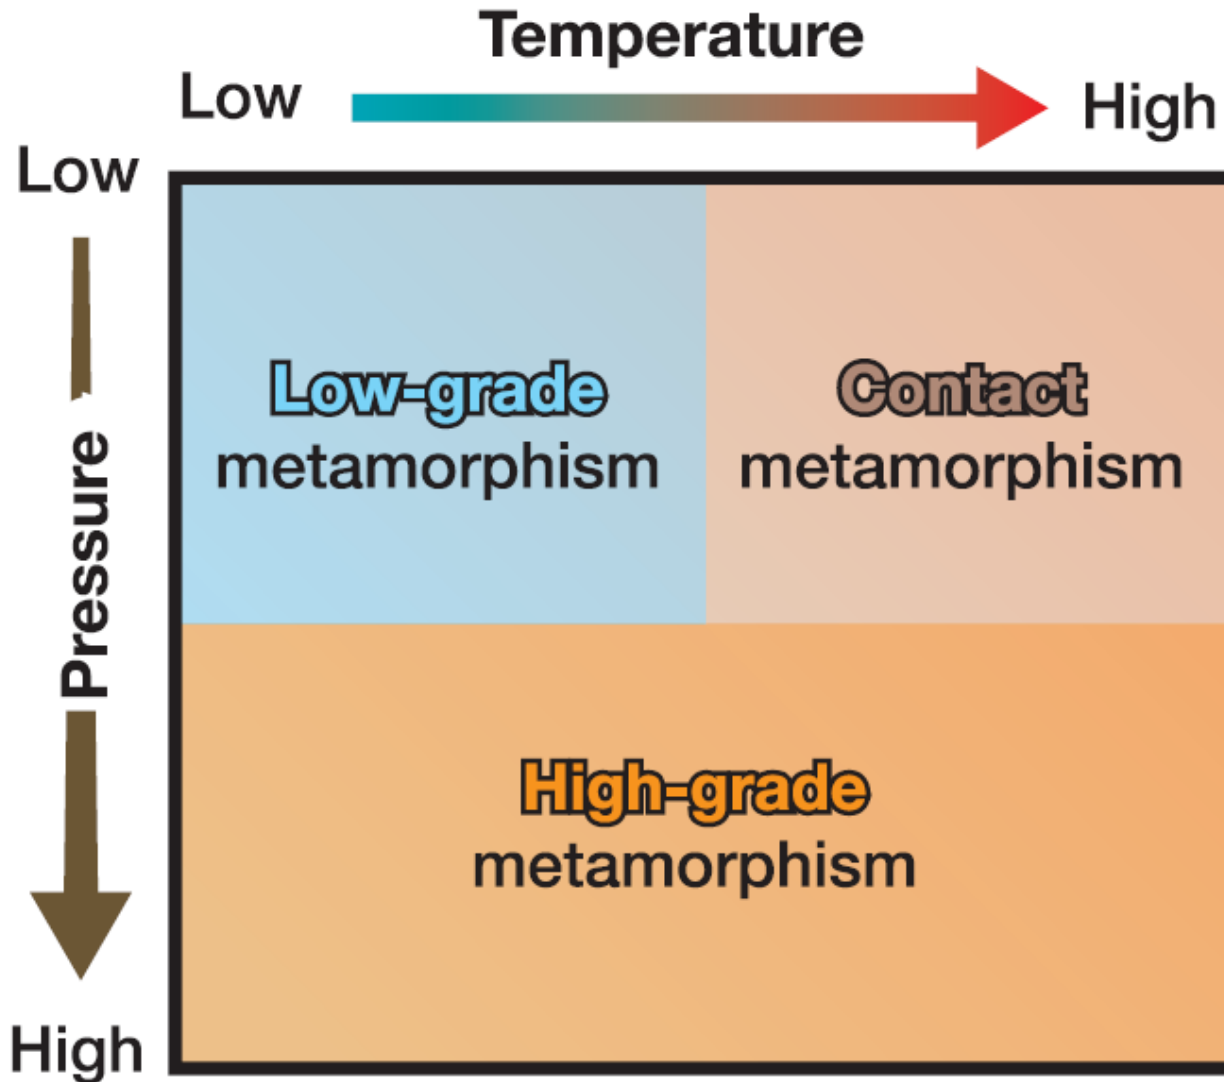 Temperature
Low
High
Low
Pressure
High
Low-grade
metamorphism
Contact
metamorphism
High-grade
metamorphism